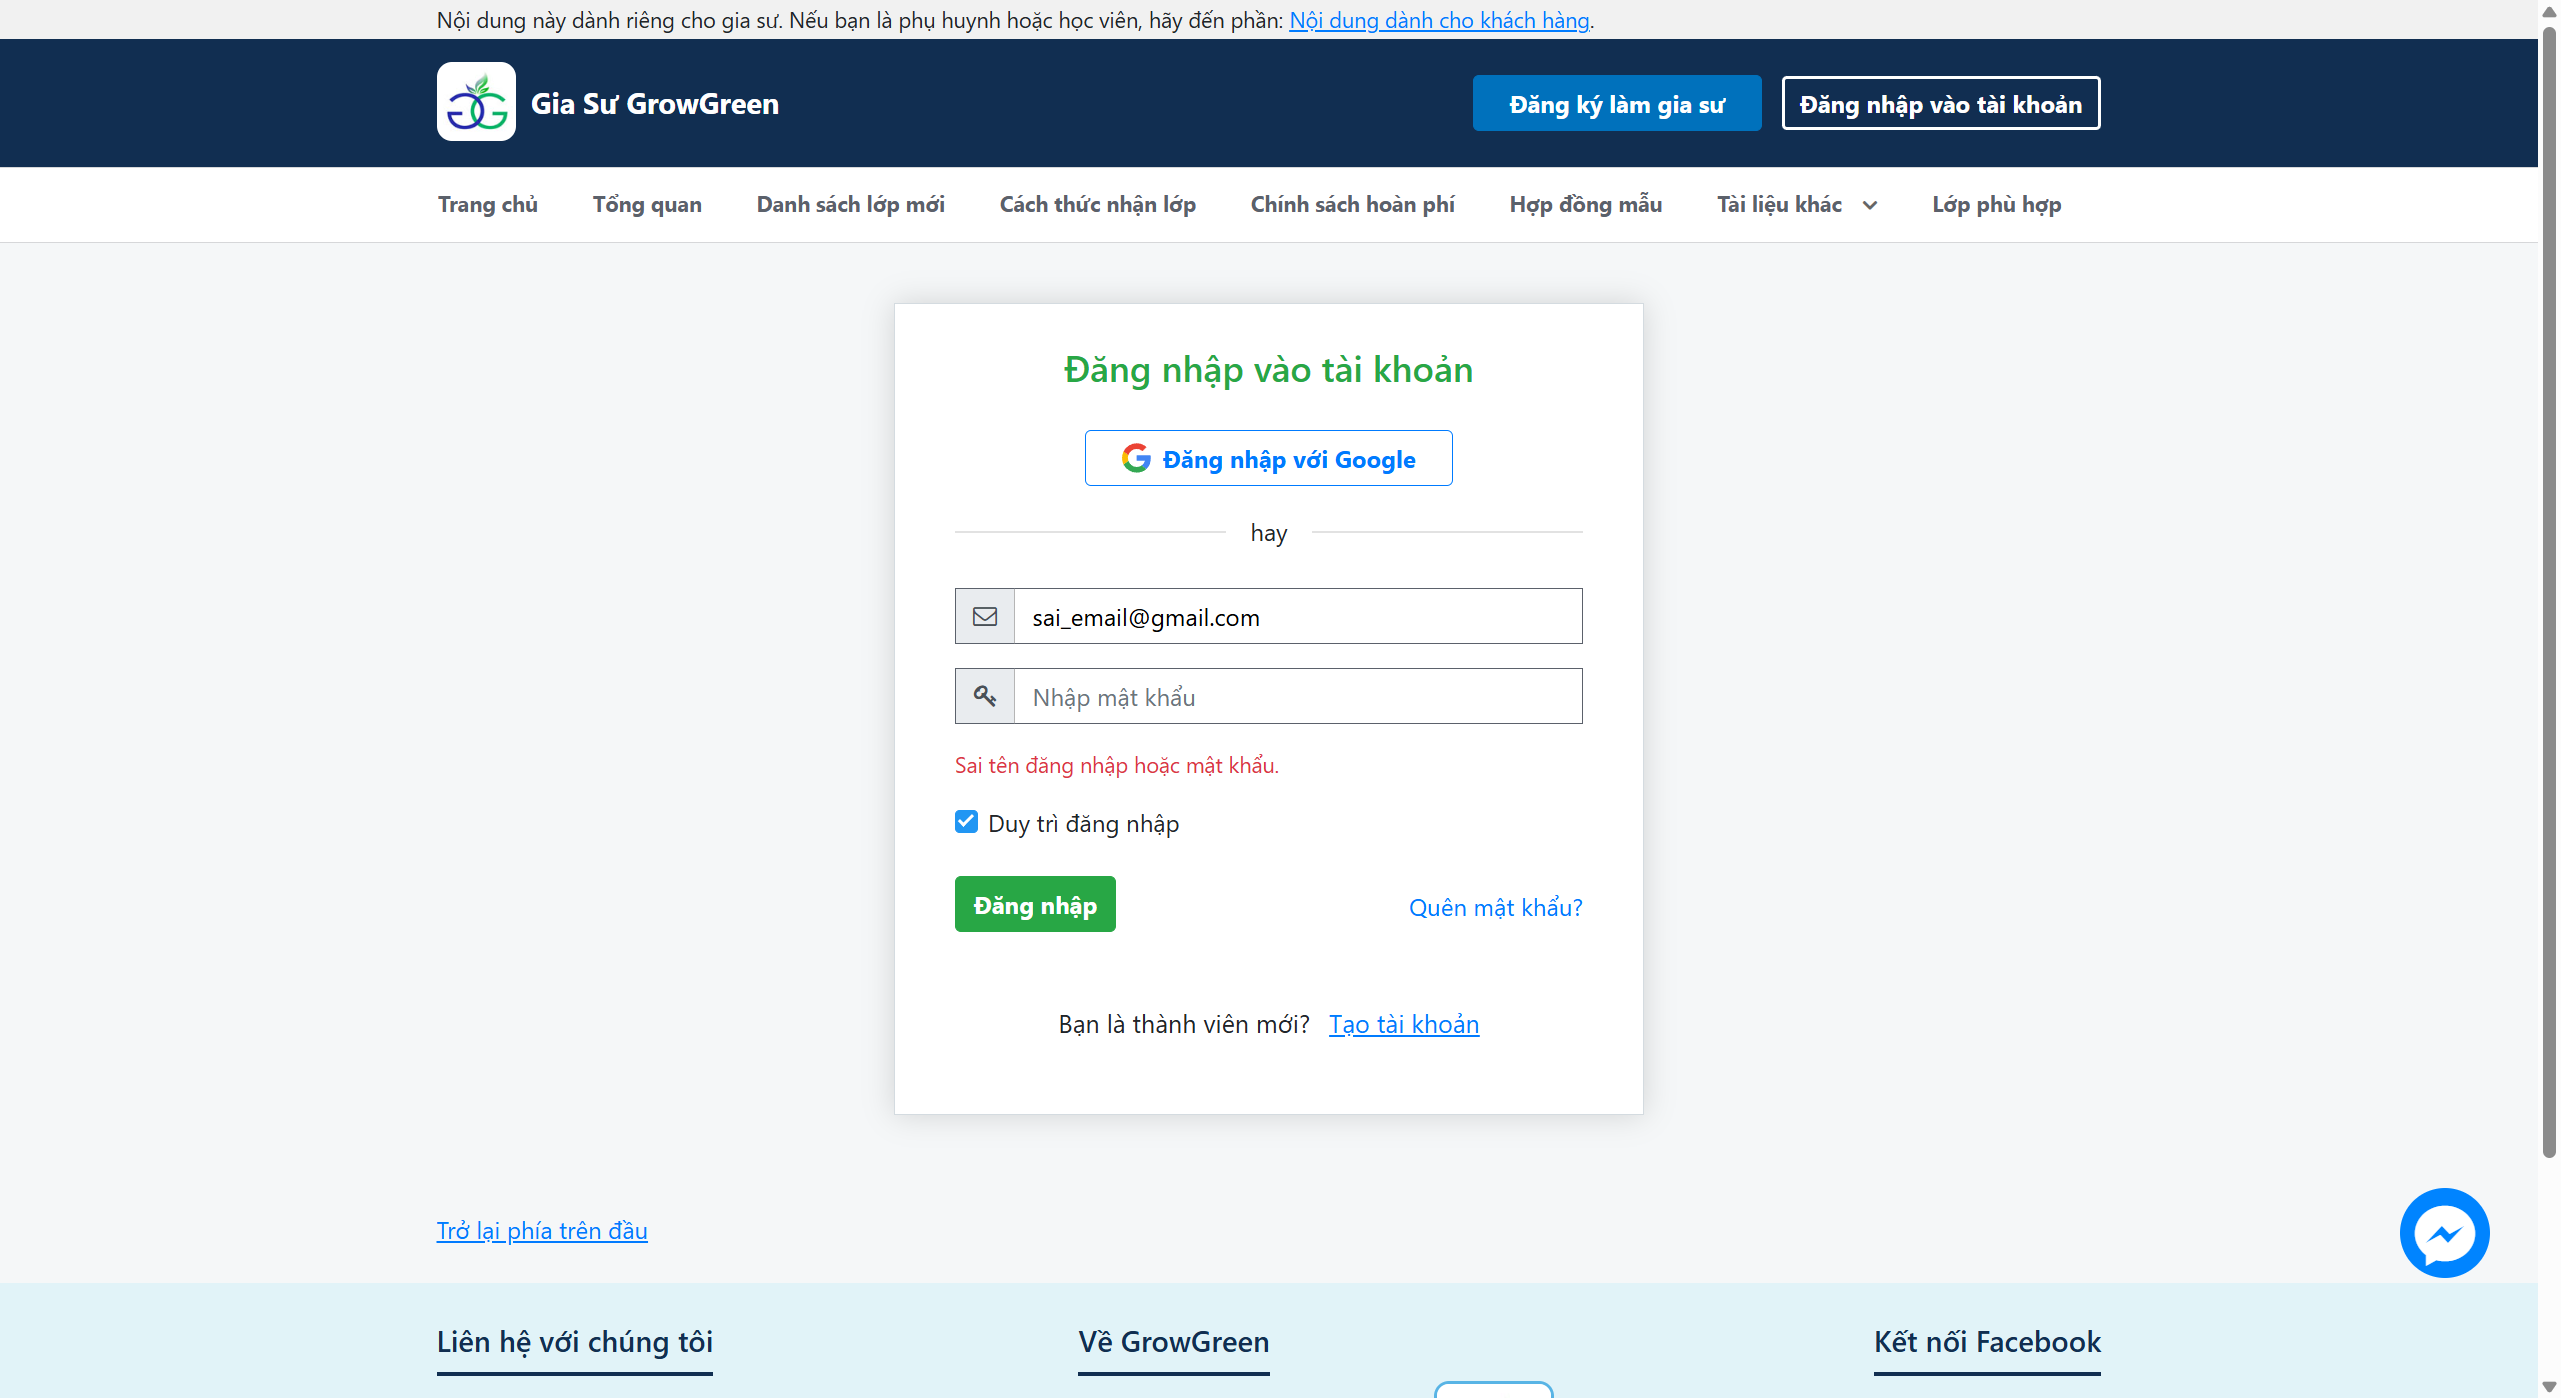 Nội dung này dành riêng cho gia sư. Nếu bạn là phụ huynh hoặc học viên, hãy đến phần: Nội dung dành cho khách hàng.
Gia Sư GrowGreen
Đăng ký làm gia sư
Đăng nhập vào tài khoản
Trang chủ Tổng quan Danh sách lớp mới Cách thức nhận lớp Chính sách hoàn phí Hợp đồng mẫu Tài liệu khác Lớp phù hợp
Đăng nhập vào tài khoản
Đăng nhập với Google
hay
sai_email@gmail.com
Nhập mật khẩu
Sai tên đăng nhập hoặc mật khẩu.
Duy trì đăng nhập
Đăng nhập Quên mật khẩu?
Bạn là thành viên mới? Tạo tài khoản
Trở lại phía trên đầu
Liên hệ với chúng tôi Về GrowGreen Kết nối Facebook